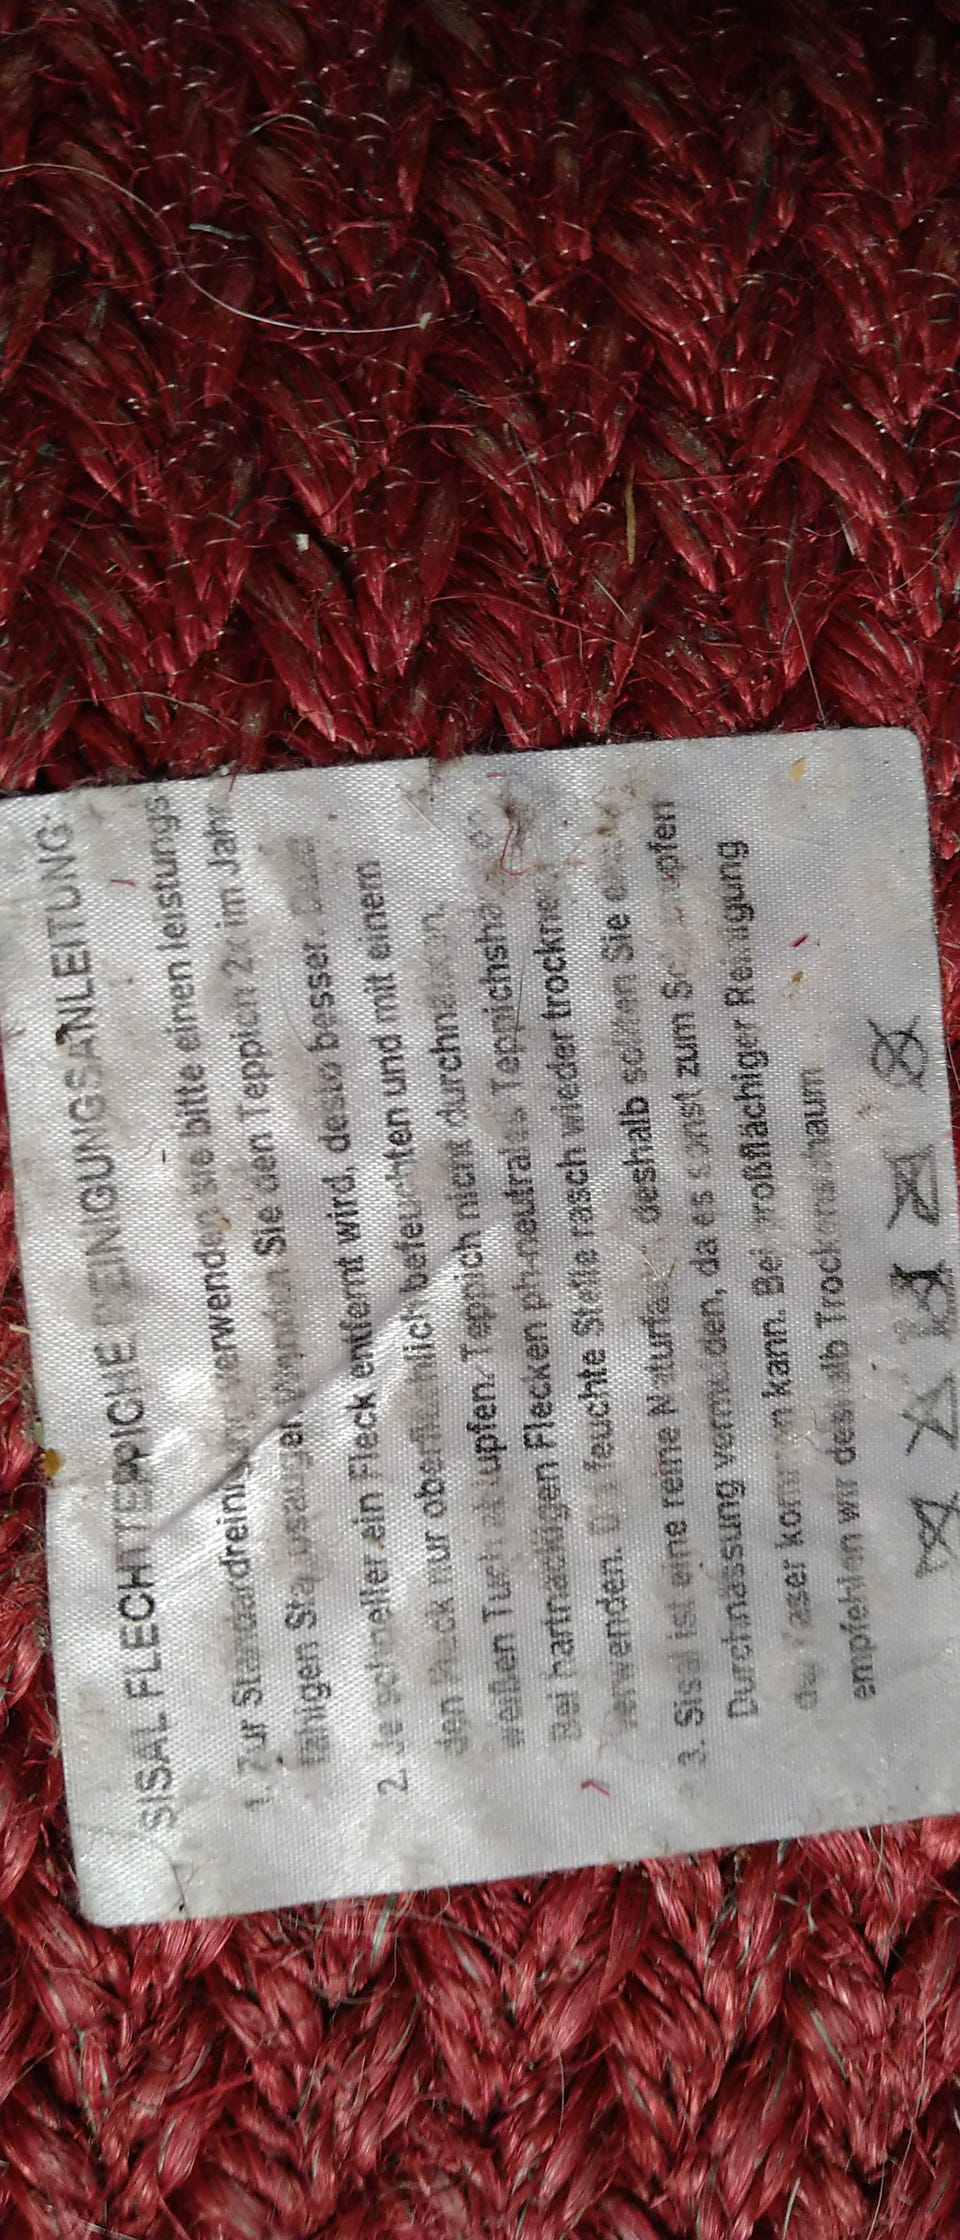 SISAL FLECHTTEPPICHE REINIGUNGSANLEITUNG:
1. Zur Standardreinigung verwenden sie bitte einen leistungs
fähigen Staubsauger. Wenden Sie den Teppich 2x im Jahr
2. Je schneller ein Fleck entfernt wird, desto besser.
den Fleck nur oberflächlich befeuchten und mit einem
weißen Tuch abtupfen. Teppich nicht durchnässen.
Bei hartnäckigen Flecken ph-neutrales
verwenden. Die feuchte Stelle rasch wieder trocknen
3. Sisal ist eine reine Naturfaser, deshalb sollten Sie eine
Durchnässung vermeiden, da es sonst zum Schrumpfen
der Faser kommen kann. Bei großflächiger Reinigung
empfehlen wir deshalb Trockenschaum